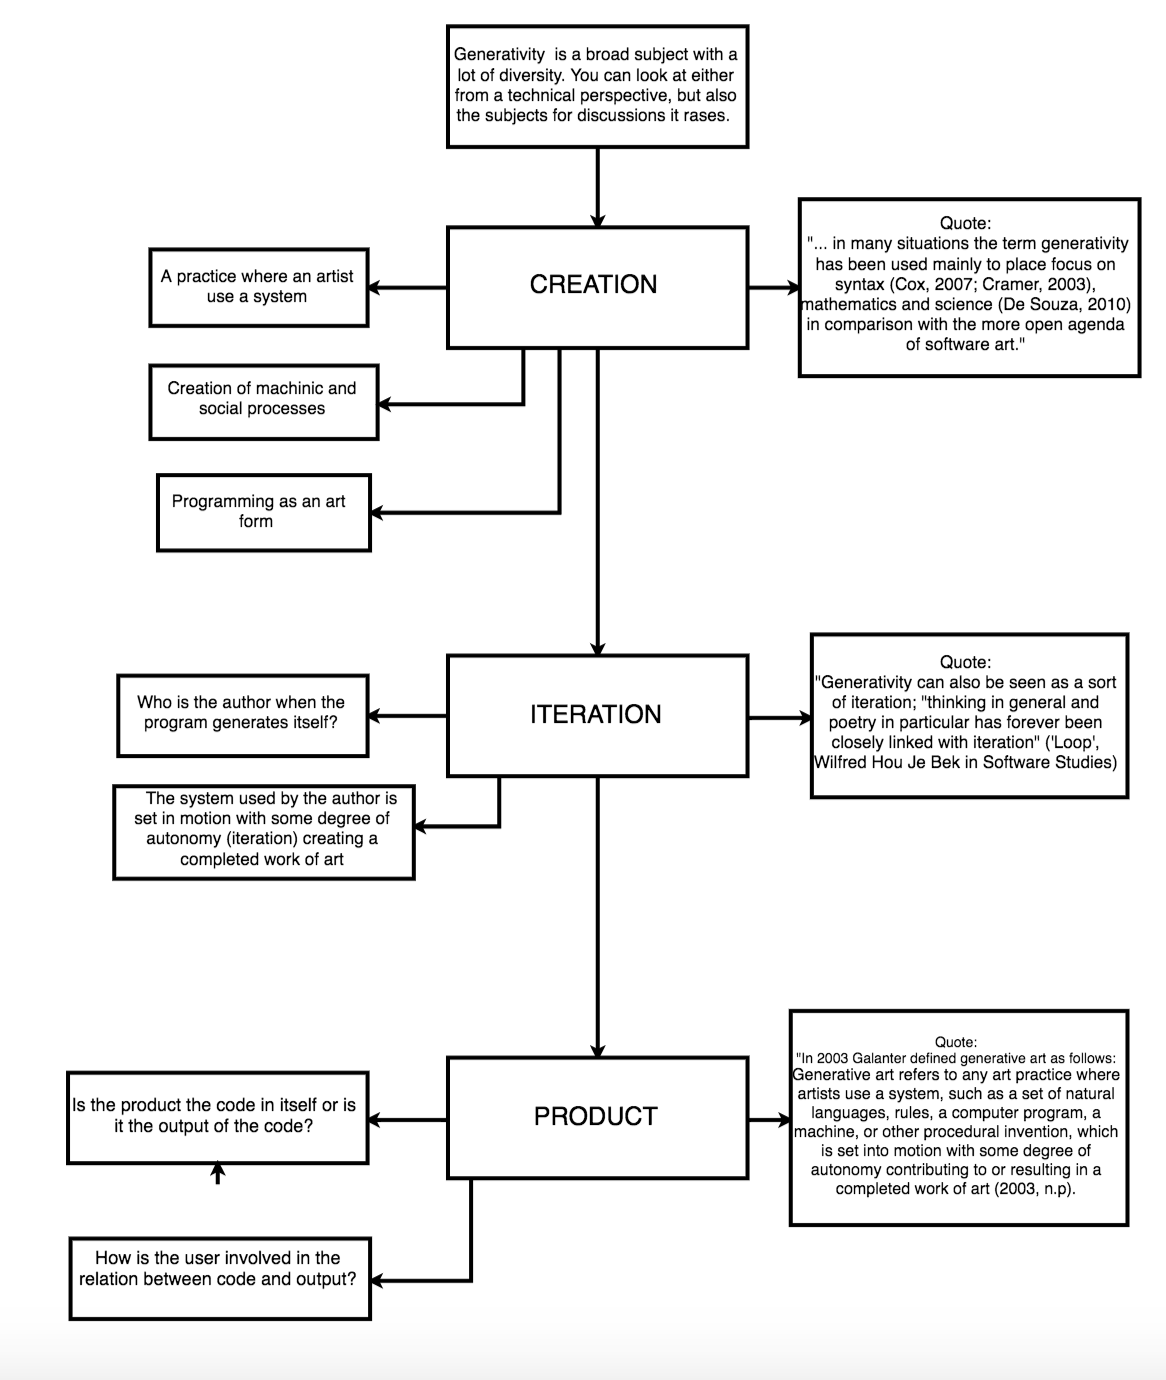 Generativity  is a broad subject with a
lot of diversity. You can look at either
from a technical perspective, but also
the subjects for discussions it rases.
CREATION
A practice where an artist
use a system
Quote:
"... in many situations the term generativity
has been used mainly to place focus on
syntax (Cox, 2007; Cramer, 2003),
mathematics and science (De Souza, 2010)
in comparison with the more open agenda
of software art."
Creation of machinic and
social processes
Programming as an art
form
ITERATION
Who is the author when the
program generates itself?
Quote:
"Generativity can also be seen as a sort
of iteration; "thinking in general and
poetry in particular has forever been
closely linked with iteration" ('Loop',
Wilfred Hou Je Bek in Software Studies)
The system used by the author is
set in motion with some degree of
autonomy (iteration) creating a
completed work of art
PRODUCT
Is the product the code in itself or is
it the output of the code?
Quote:
"In 2003 Galanter defined generative art as follows:
Generative art refers to any art practice where
artists use a system, such as a set of natural
languages, rules, a computer program, a
machine, or other procedural invention, which
is set into motion with some degree of
autonomy contributing to or resulting in a
completed work of art (2003, n.p).
How is the user involved in the
relation between code and output?